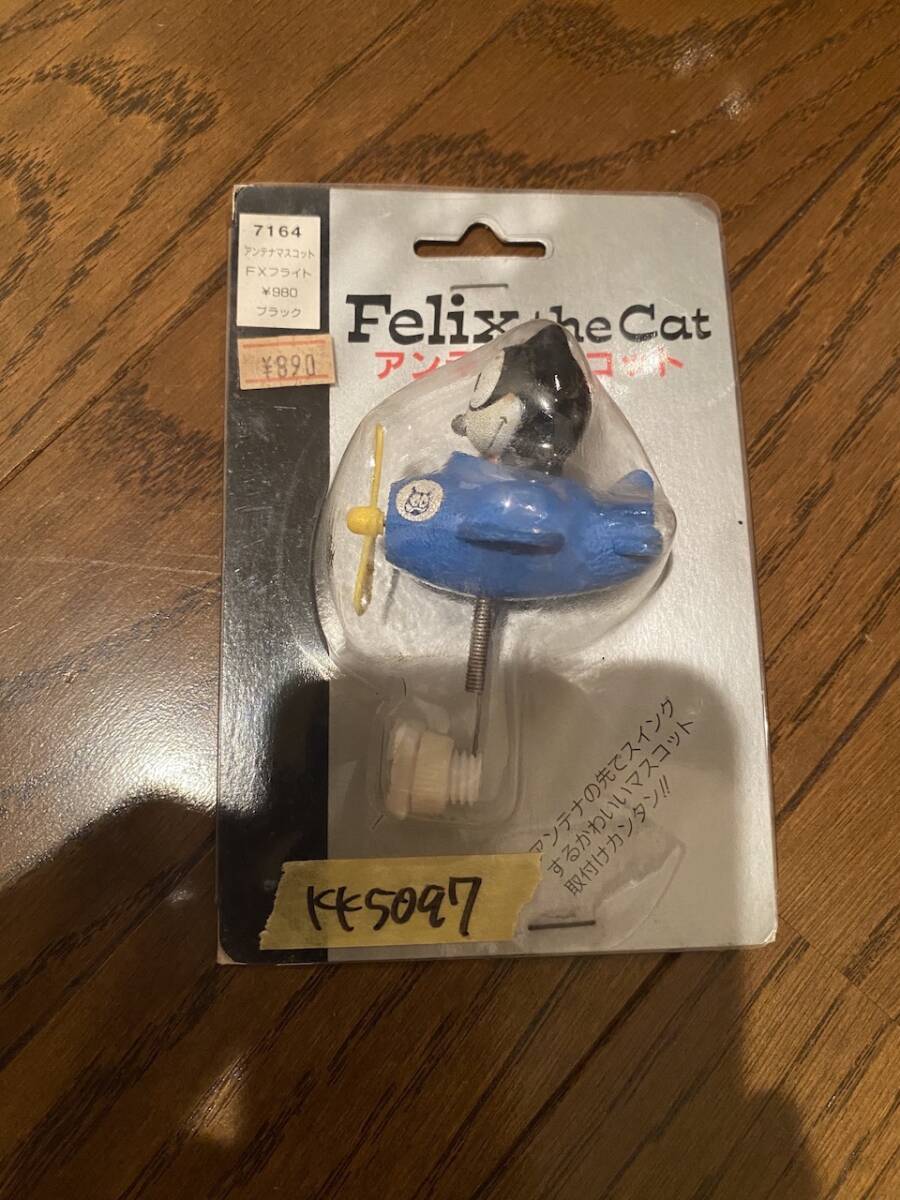 7164
アンテナマスコット
FXフライト
¥980
ブラック
¥890
Felix the Cat
アンテ コット
アンテナの先でスイング
するかわいいマスコット
取付けカンタン!!
KK5097